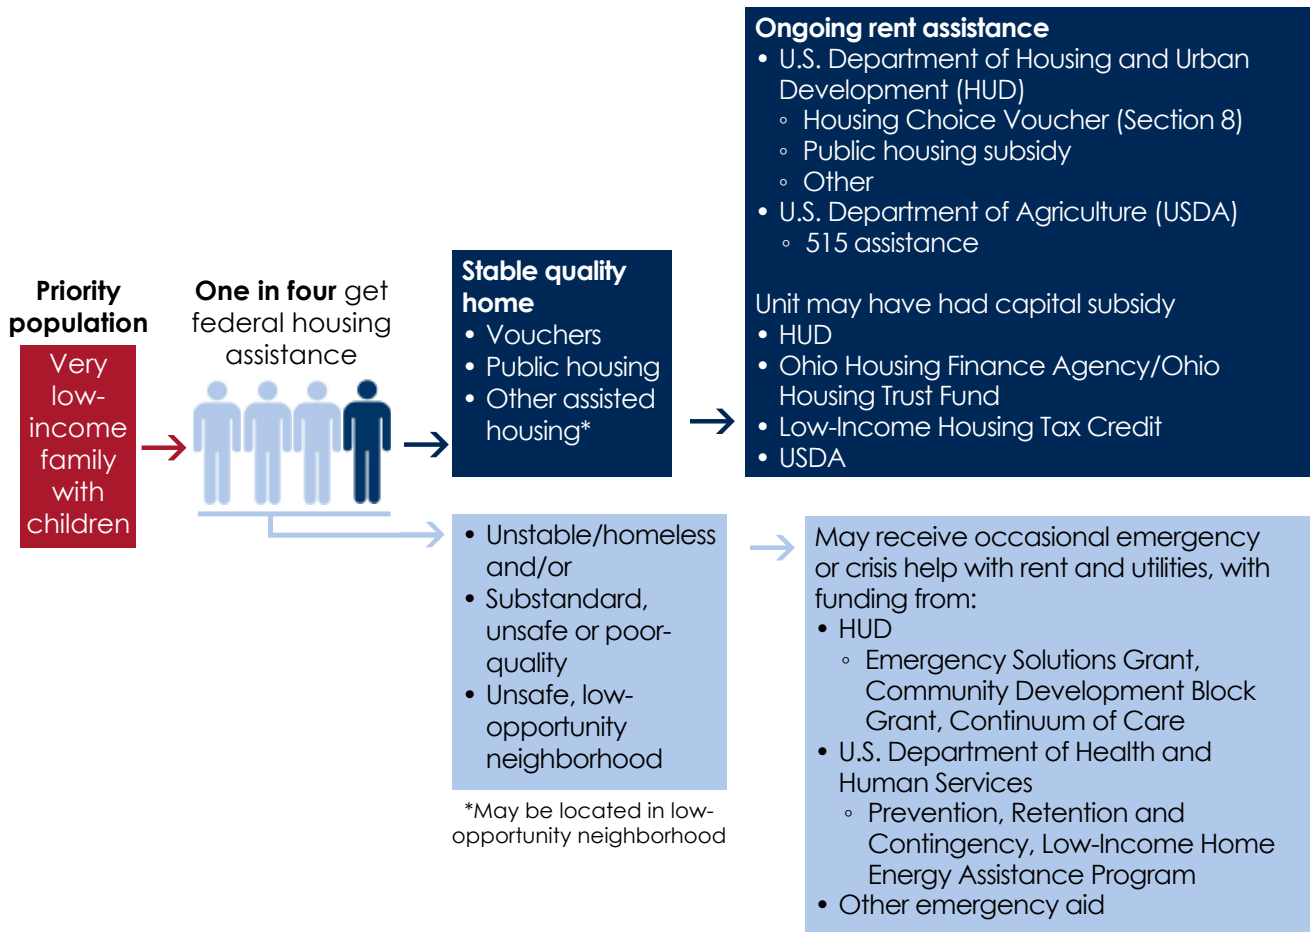 Priority
population
Very
low-
income
family
with
children
One in four get
federal housing
assistance
Stable quality
home
• Vouchers
• Public housing
• Other assisted
housing*
Ongoing rent assistance
• U.S. Department of Housing and Urban
Development (HUD)
◦ Housing Choice Voucher (Section 8)
◦ Public housing subsidy
◦ Other
• U.S. Department of Agriculture (USDA)
◦ 515 assistance
Unit may have had capital subsidy
• HUD
• Ohio Housing Finance Agency/Ohio
Housing Trust Fund
• Low-Income Housing Tax Credit
• USDA
• Unstable/homeless
and/or
• Substandard,
unsafe or poor-
quality
• Unsafe, low-
opportunity
neighborhood
*May be located in low-
opportunity neighborhood
May receive occasional emergency
or crisis help with rent and utilities, with
funding from:
• HUD
◦ Emergency Solutions Grant,
Community Development Block
Grant, Continuum of Care
• U.S. Department of Health and
Human Services
◦ Prevention, Retention and
Contingency, Low-Income Home
Energy Assistance Program
• Other emergency aid